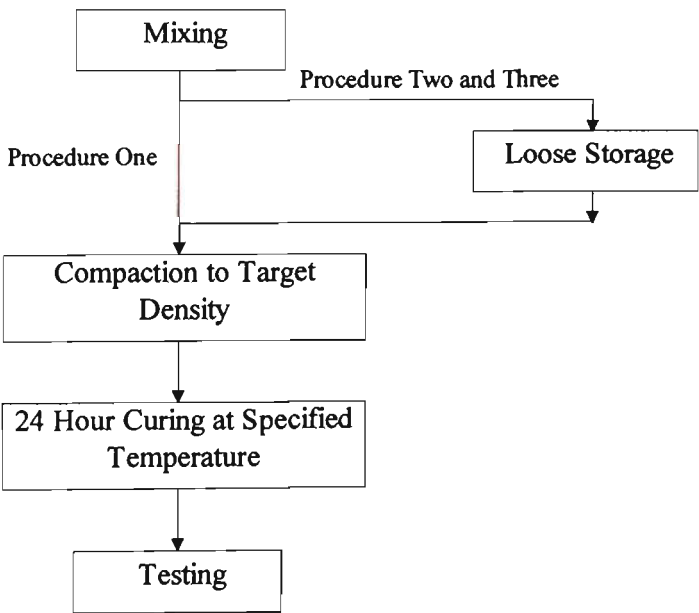 Mixing
Procedure Two and Three
Loose Storage
Procedure One
Compaction to Target
Density
24 Hour Curing at Specified
Temperature
Testing